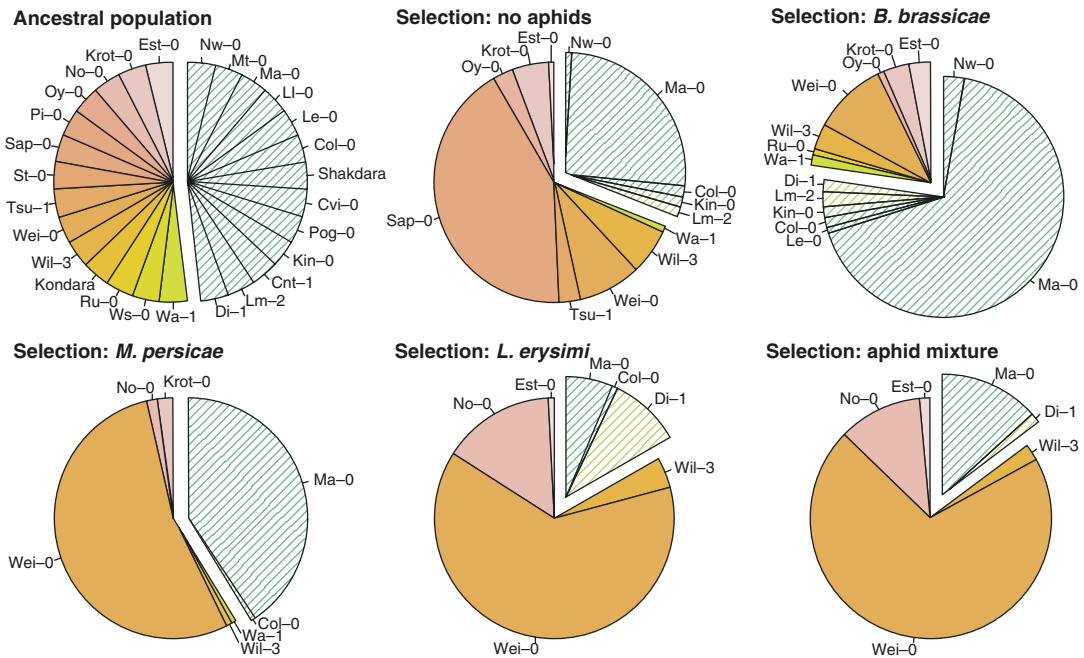 Ancestral population
Est–0
Krot–0
No–0
Oy–0
Pi–0
Sap–0
St–0
Tsu–1
Wei–0
Wil–3
Kondara
Ru–0
Ws–0
Wa–1
Nw–0
Mt–0
Ma–0
Ll–0
Le–0
Col–0
Shakdara
Cvi–0
Pog–0
Kin–0
Cnt–1
Lm–2
Di–1
Selection: no aphids
Est–0
Krot–0
Oy–0
Sap–0
Nw–0
Ma–0
Col–0
Kin–0
Lm–2
Wa–1
Wil–3
Wei–0
Tsu–1
Selection: B. brassicae
Est–0
Krot–0
Oy–0
Wei–0
Wil–3
Ru–0
Wa–1
Di–1
Lm–2
Kin–0
Col–0
Le–0
Nw–0
Ma–0
Selection: M. persicae
No–0
Krot–0
Wei–0
Ma–0
Col–0
Wa–1
Wil–3
Selection: L. erysimi
Est–0
No–0
Ma–0
Col–0
Di–1
Wil–3
Wei–0
Selection: aphid mixture
Est–0
No–0
Ma–0
Di–1
Wil–3
Wei–0